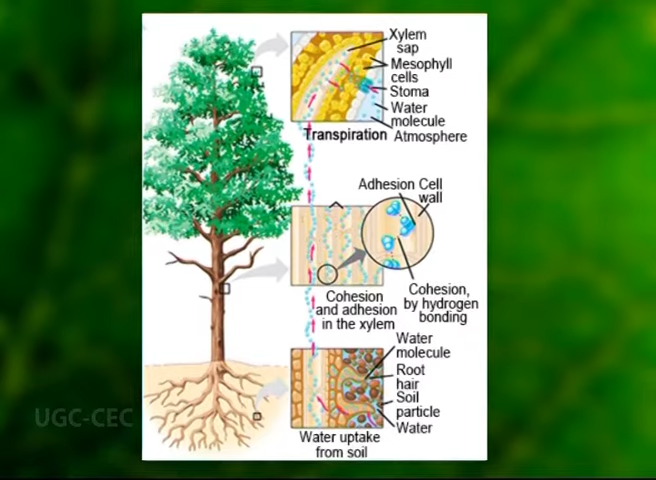 Xylem
sap
Mesophyll
cells
Stoma
Water
molecule
Transpiration Atmosphere
Adhesion Cell
wall
Cohesion,
by hydrogen
bonding
Cohesion
and adhesion
in the xylem
Water
molecule
Root
hair
Soil
particle
Water
Water uptake
from soil
UGC-CEC